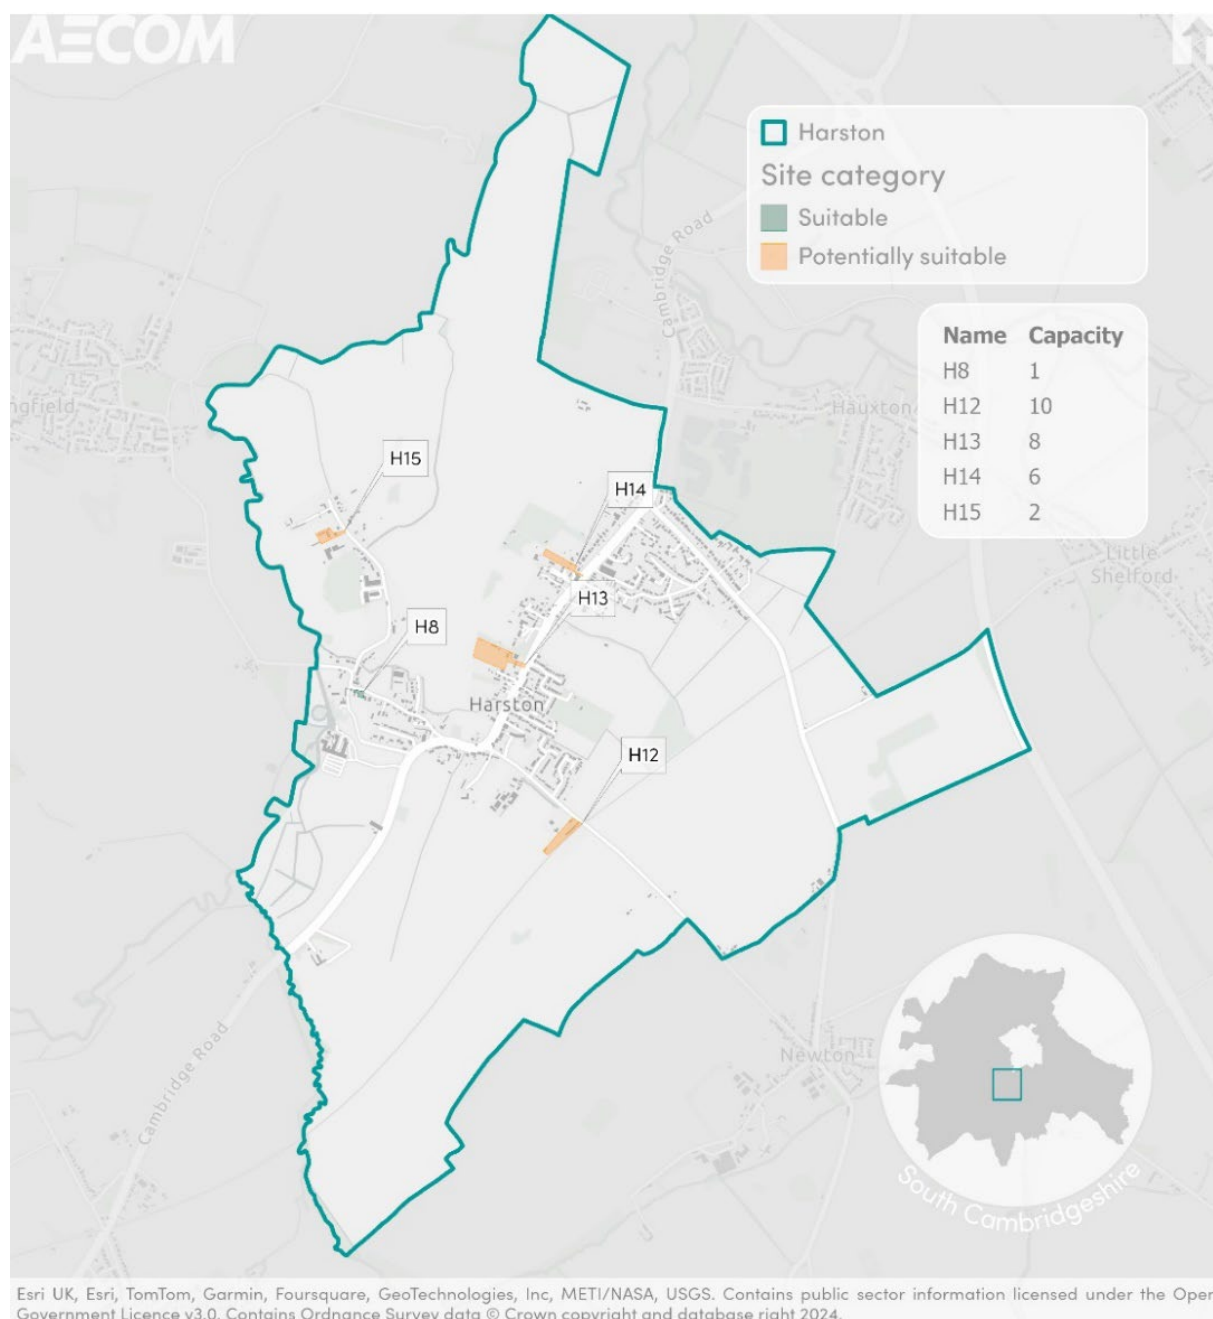 AECOM
Harston
Site category
Suitable
Potentially suitable
Cambridge Road
Name Capacity
H8 1
H12 10
H13 8
H14 6
H15 2
ngfield
Hauxton
H15
H14
Little
Shelford
H13
H8
Harston
H12
Cambridge Road
Newton
South Cambridgeshire
Esri UK, Esri, TomTom, Garmin, Foursquare, GeoTechnologies, Inc, METI/NASA, USGS. Contains public sector information licensed under the Oper
Government Licence v3.0. Contains Ordnance Survey data © Crown copyright and database right 2024.